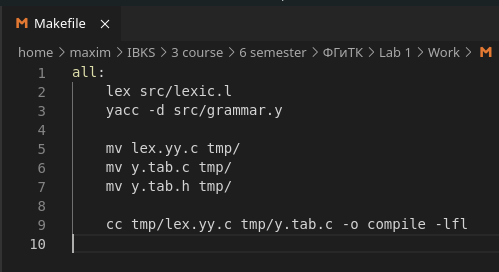 Makefile
home > maxim > IBKS > 3 course > 6 semester > ФГиТК > Lab 1 > Work >
1 all:
2 lex src/lexic.l
3 yacc -d src/grammar.y
4
5 mv lex.yy.c tmp/
6 mv y.tab.c tmp/
7 mv y.tab.h tmp/
8
9 cc tmp/lex.yy.c tmp/y.tab.c -o compile -lfl
10